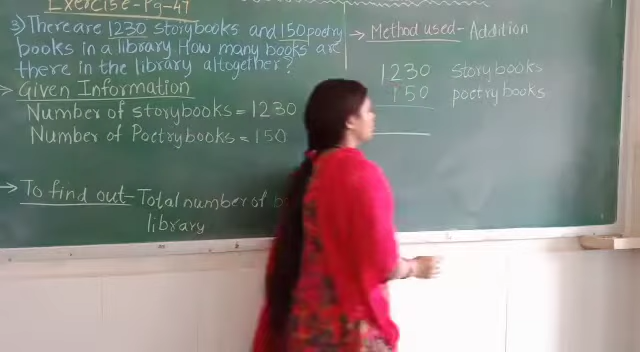 Exercise - Pg-47
3) There are 1230 storybooks and 150 poetry
books in a library. How many books are
there in the library altogether?
→ Given Information
Number of storybooks = 1230
Number of Poetrybooks = 150
→ To find out - Total number of
library
→ Method used - Addition
1230 storybooks
150 poetrybooks